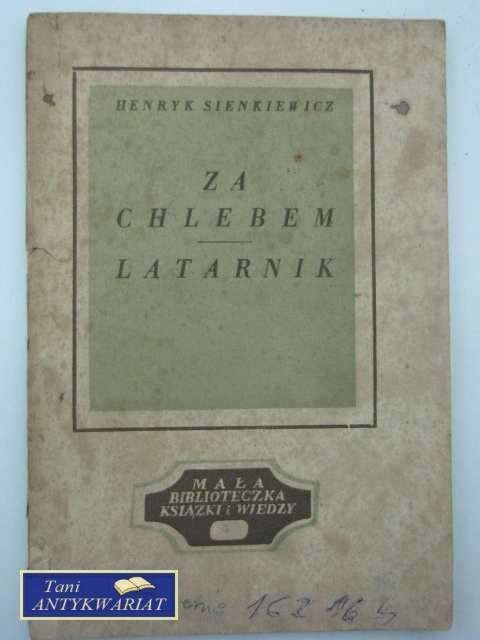 HENRYK SIENKIEWICZ
ZA
CHLEBEM
LATARNIK
MAŁA
BIBLIOTECZKA
KSIĄŻKI i WIEDZY
Tani
ANTYKWARIAT